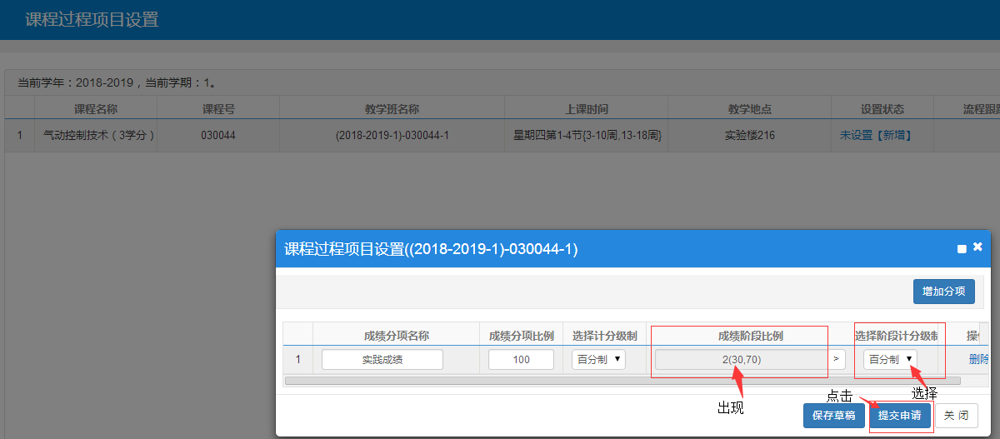 课程过程项目设置
当前学年：2018-2019，当前学期：1。
课程名称 课程号 教学班名称 上课时间 教学地点 设置状态 流程跟踪
1 气动控制技术（3学分） 030044 (2018-2019-1)-030044-1 星期四第1-4节{3-10周,13-18周} 实验楼216 未设置【新增】
课程过程项目设置((2018-2019-1)-030044-1)
增加分项
成绩分项名称 成绩分项比例 选择计分级制 成绩阶段比例 选择阶段计分级制
1 实践成绩 100 百分制 2(30,70) > 百分制 删除
出现
点击
选择
保存草稿 提交申请 关 闭